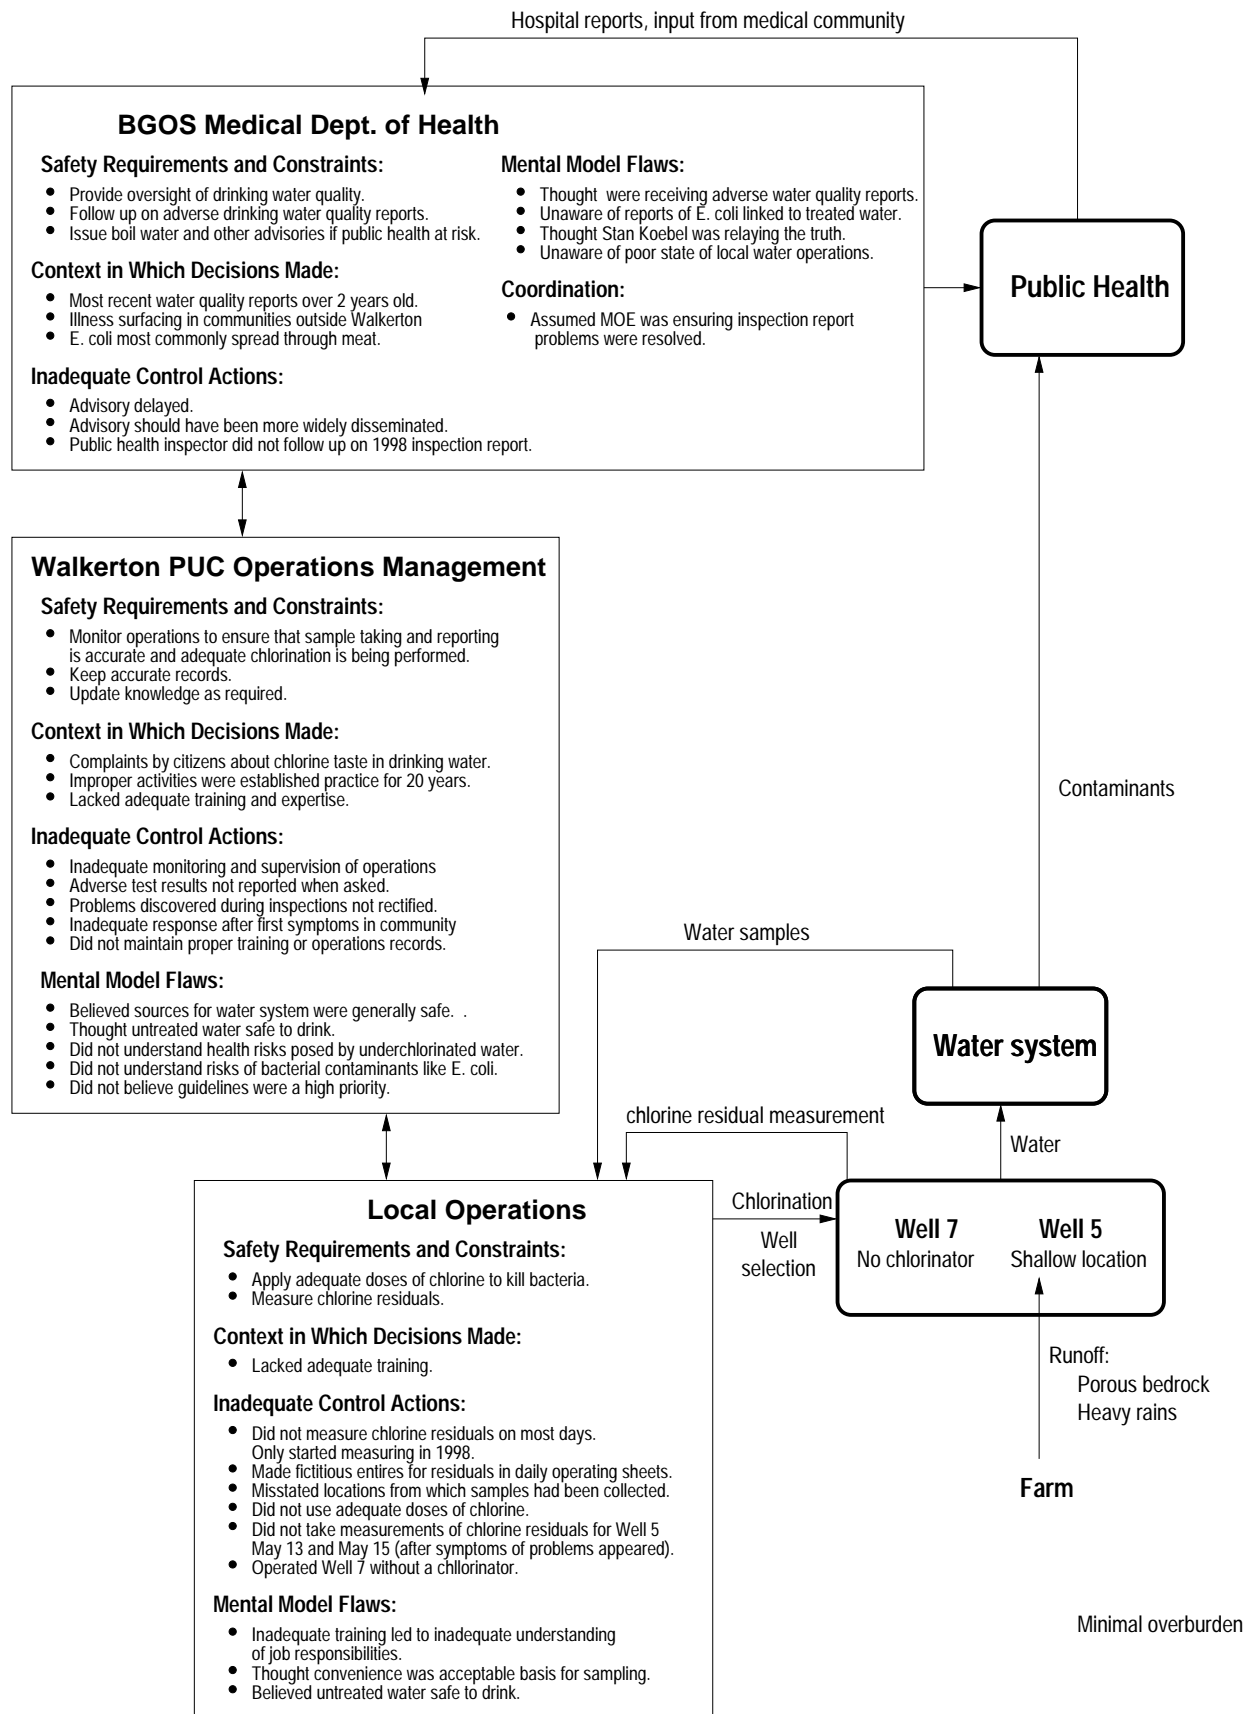 Hospital reports, input from medical community
BGOS Medical Dept. of Health
Safety Requirements and Constraints:
• Provide oversight of drinking water quality.
• Follow up on adverse drinking water quality reports.
• Issue boil water and other advisories if public health at risk.
Context in Which Decisions Made:
• Most recent water quality reports over 2 years old.
• Illness surfacing in communities outside Walkerton
• E. coli most commonly spread through meat.
Inadequate Control Actions:
• Advisory delayed.
• Advisory should have been more widely disseminated.
• Public health inspector did not follow up on 1998 inspection report.
Mental Model Flaws:
• Thought were receiving adverse water quality reports.
• Unaware of reports of E. coli linked to treated water.
• Thought Stan Koebel was relaying the truth.
• Unaware of poor state of local water operations.
Coordination:
• Assumed MOE was ensuring inspection report
problems were resolved.
Public Health
Walkerton PUC Operations Management
Safety Requirements and Constraints:
• Monitor operations to ensure that sample taking and reporting
is accurate and adequate chlorination is being performed.
• Keep accurate records.
• Update knowledge as required.
Context in Which Decisions Made:
• Complaints by citizens about chlorine taste in drinking water.
• Improper activities were established practice for 20 years.
• Lacked adequate training and expertise.
Inadequate Control Actions:
• Inadequate monitoring and supervision of operations
• Adverse test results not reported when asked.
• Problems discovered during inspections not rectified.
• Inadequate response after first symptoms in community
• Did not maintain proper training or operations records.
Mental Model Flaws:
• Believed sources for water system were generally safe. .
• Thought untreated water safe to drink.
• Did not understand health risks posed by underchlorinated water.
• Did not understand risks of bacterial contaminants like E. coli.
• Did not believe guidelines were a high priority.
Contaminants
Water samples
Water system
chlorine residual measurement
Water
Local Operations
Safety Requirements and Constraints:
• Apply adequate doses of chlorine to kill bacteria.
• Measure chlorine residuals.
Context in Which Decisions Made:
• Lacked adequate training.
Inadequate Control Actions:
• Did not measure chlorine residuals on most days.
Only started measuring in 1998.
• Made fictitious entires for residuals in daily operating sheets.
• Misstated locations from which samples had been collected.
• Did not use adequate doses of chlorine.
• Did not take measurements of chlorine residuals for Well 5
May 13 and May 15 (after symptoms of problems appeared).
• Operated Well 7 without a chllorinator.
Mental Model Flaws:
• Inadequate training led to inadequate understanding
of job responsibilities.
• Thought convenience was acceptable basis for sampling.
• Believed untreated water safe to drink.
Chlorination
Well
selection
Well 7
No chlorinator
Well 5
Shallow location
Runoff:
Porous bedrock
Heavy rains
Farm
Minimal overburden